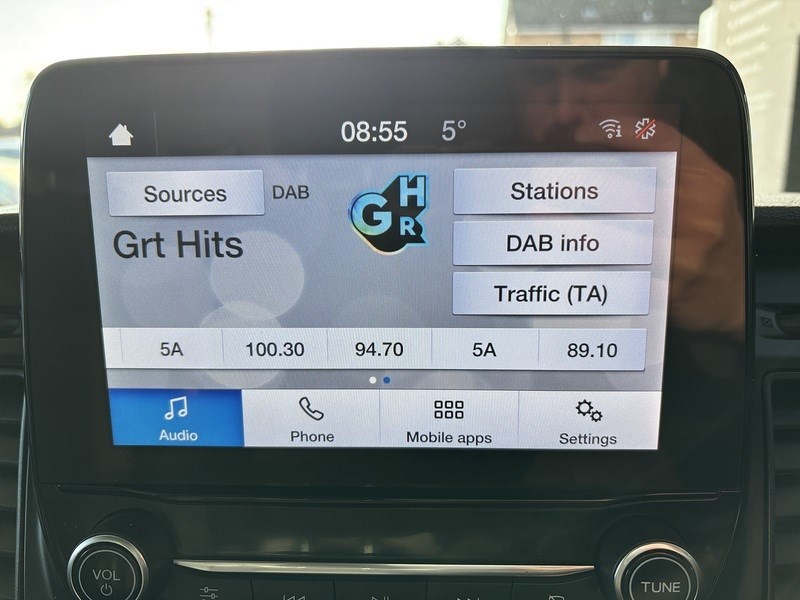 08:55 5°
Sources DAB
GHR
Stations
Grt Hits
DAB info
Traffic (TA)
5A 100.30 94.70 5A 89.10
Audio Phone Mobile apps Settings
VOL TUNE